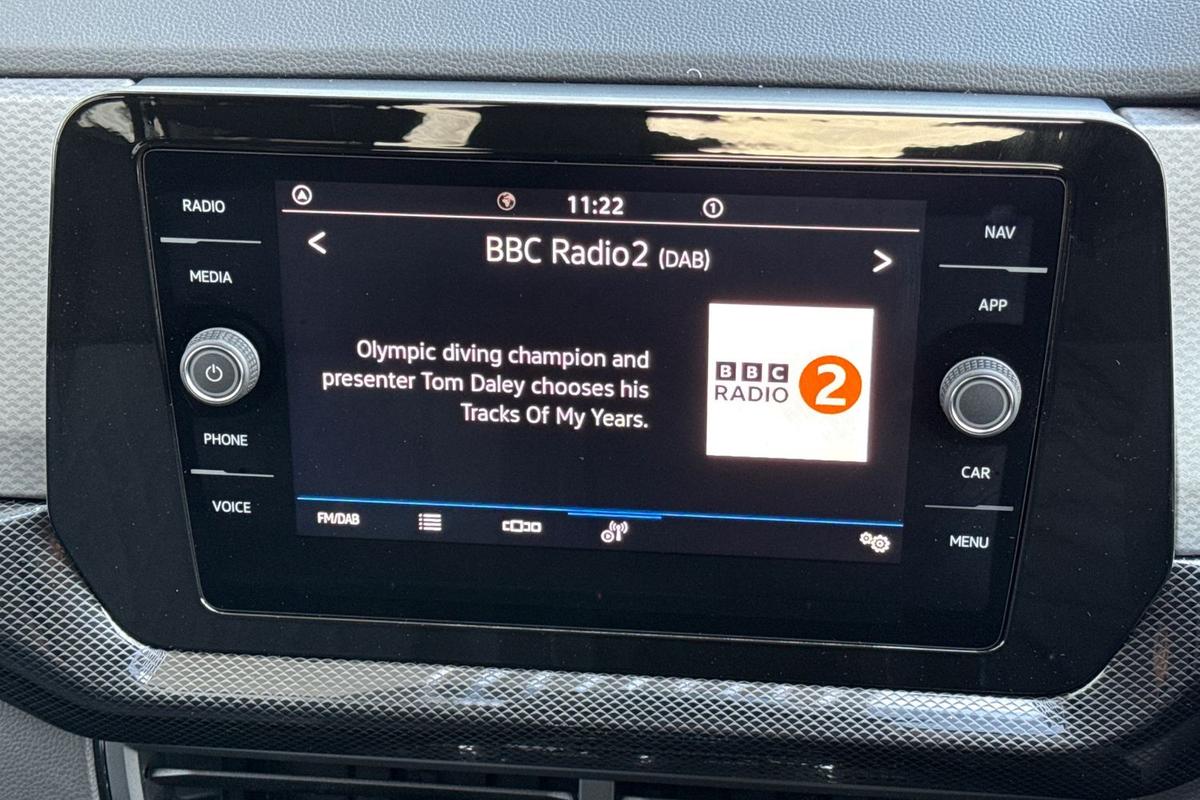 11:22
1
RADIO
NAV
BBC Radio2 (DAB)
MEDIA
APP
Olympic diving champion and
presenter Tom Daley chooses his
Tracks Of My Years.
BBC
RADIO
2
PHONE
CAR
VOICE
FM/DAB
MENU